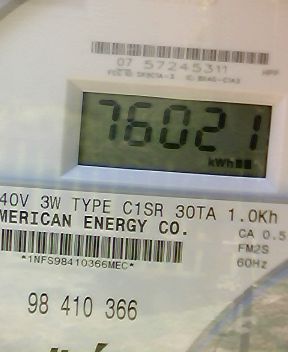 07 57245311
76021
kWh
40V 3W TYPE C1SR 30TA 1.0Kh
MERICAN ENERGY CO.
CA 0.5
FM2S
*1NFS98410366MEC*
60Hz
98 410 366